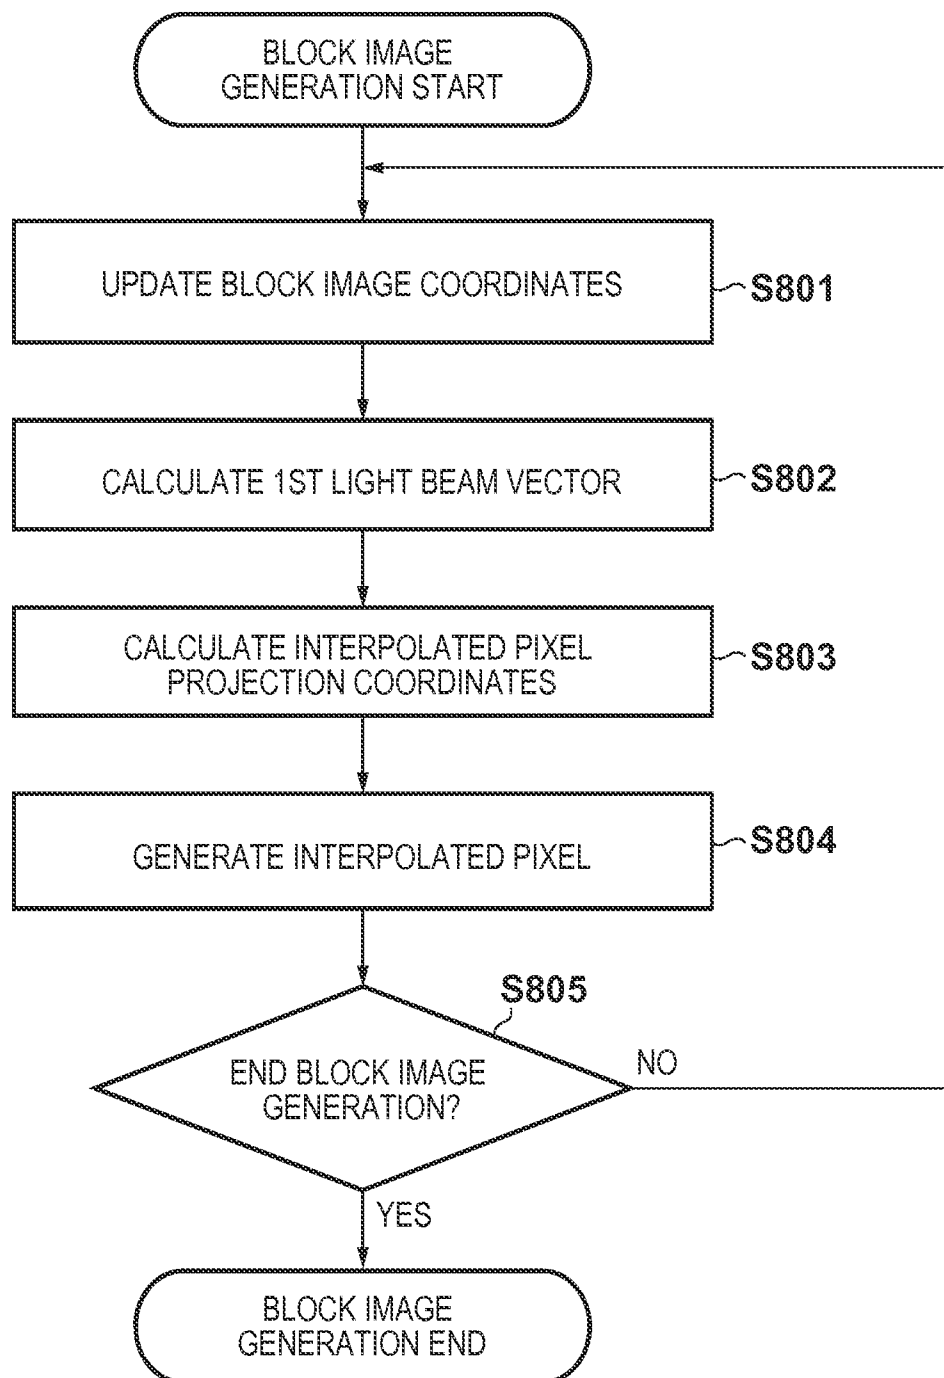 BLOCK IMAGE
GENERATION START
UPDATE BLOCK IMAGE COORDINATES
S801
CALCULATE 1ST LIGHT BEAM VECTOR
S802
CALCULATE INTERPOLATED PIXEL
PROJECTION COORDINATES
S803
GENERATE INTERPOLATED PIXEL
S804
S805
END BLOCK IMAGE
GENERATION?
NO
YES
BLOCK IMAGE
GENERATION END